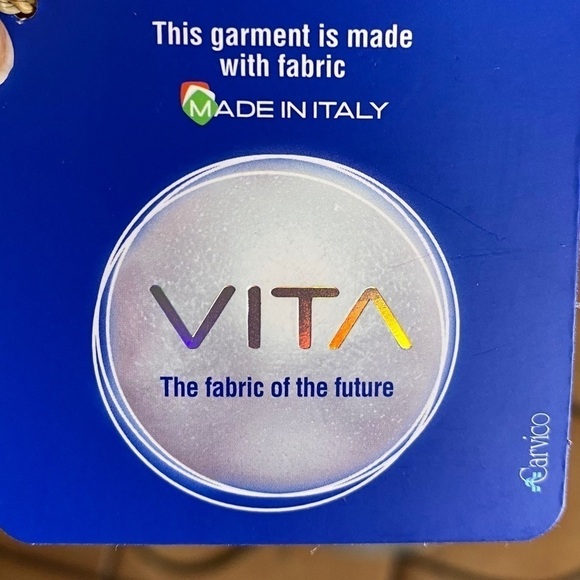 This garment is made
with fabric
MADE IN ITALY
VITA
The fabric of the future
Carvico